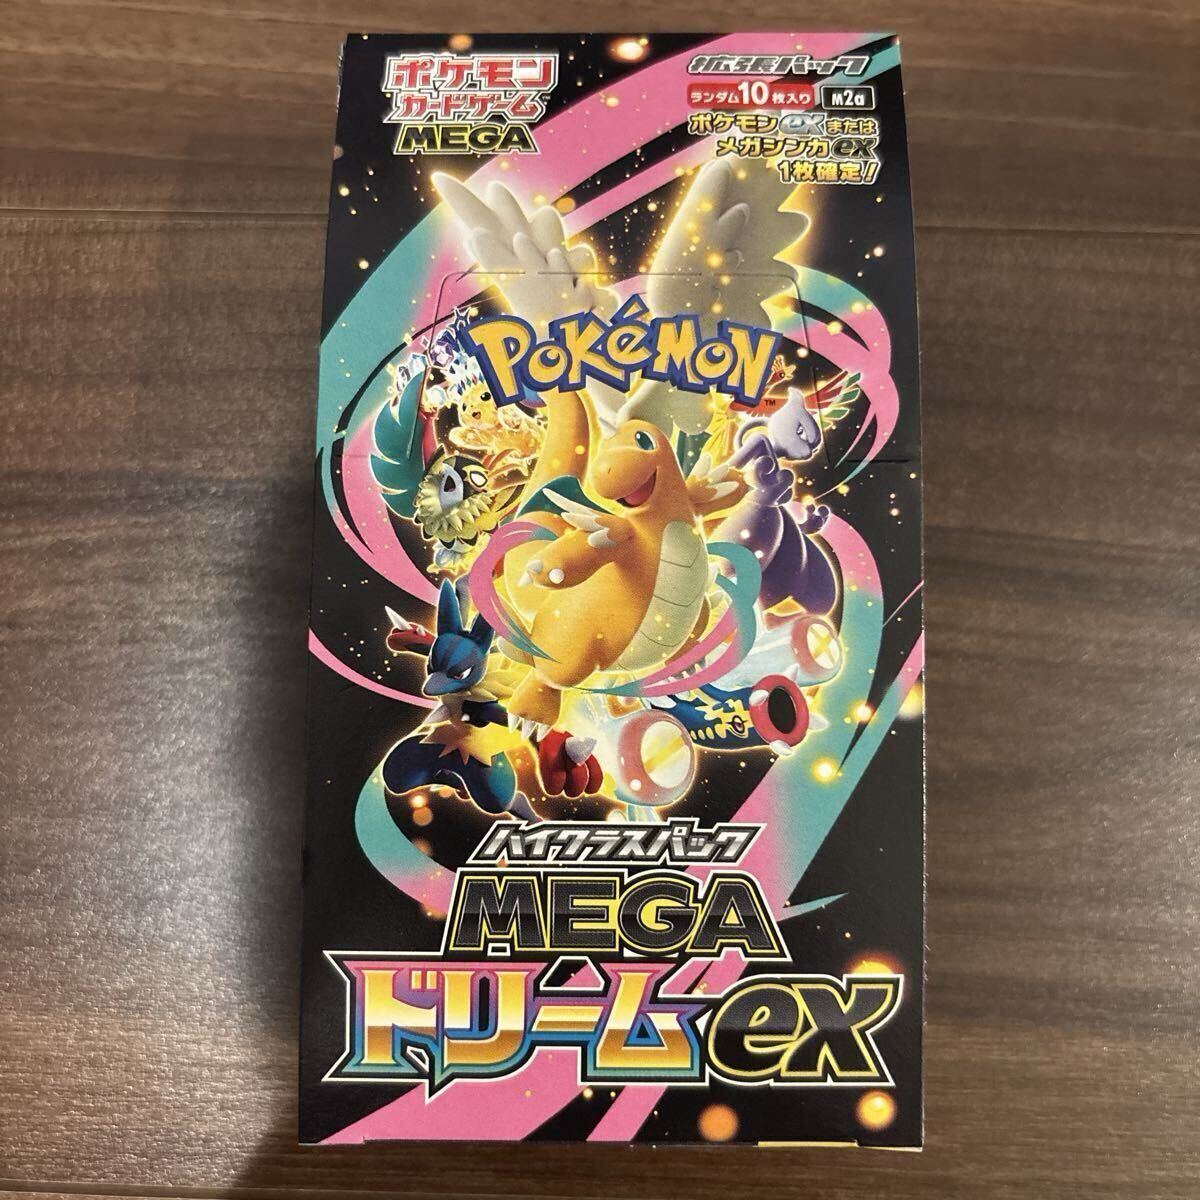 ポケモン
カードゲーム
MEGA
拡張パック
ランダム10枚入り M2a
ポケモンexまたは
メガシンカex
1枚確定!
POKéMON
TM
ハイクラスパック
MEGA
ドリームex